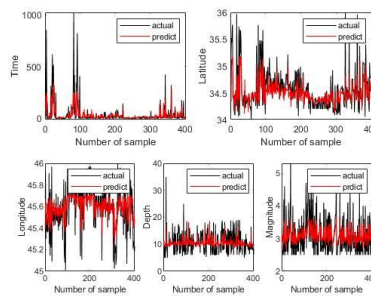 1000
500
0
Time
actual
predict
0 100 200 300 400
Number of sample
36
35.5
35
34.5
34
Latitude
actual
predict
0 100 200 300 400
Number of sample
46
45.8
45.6
45.4
45.2
45
Longitude
actual
predict
0 200 400
Number of sample
40
30
20
10
0
Depth
actual
predict
0 200 400
Number of sample
5
4
3
2
Magnitude
actual
predict
0 200 400
Number of sample